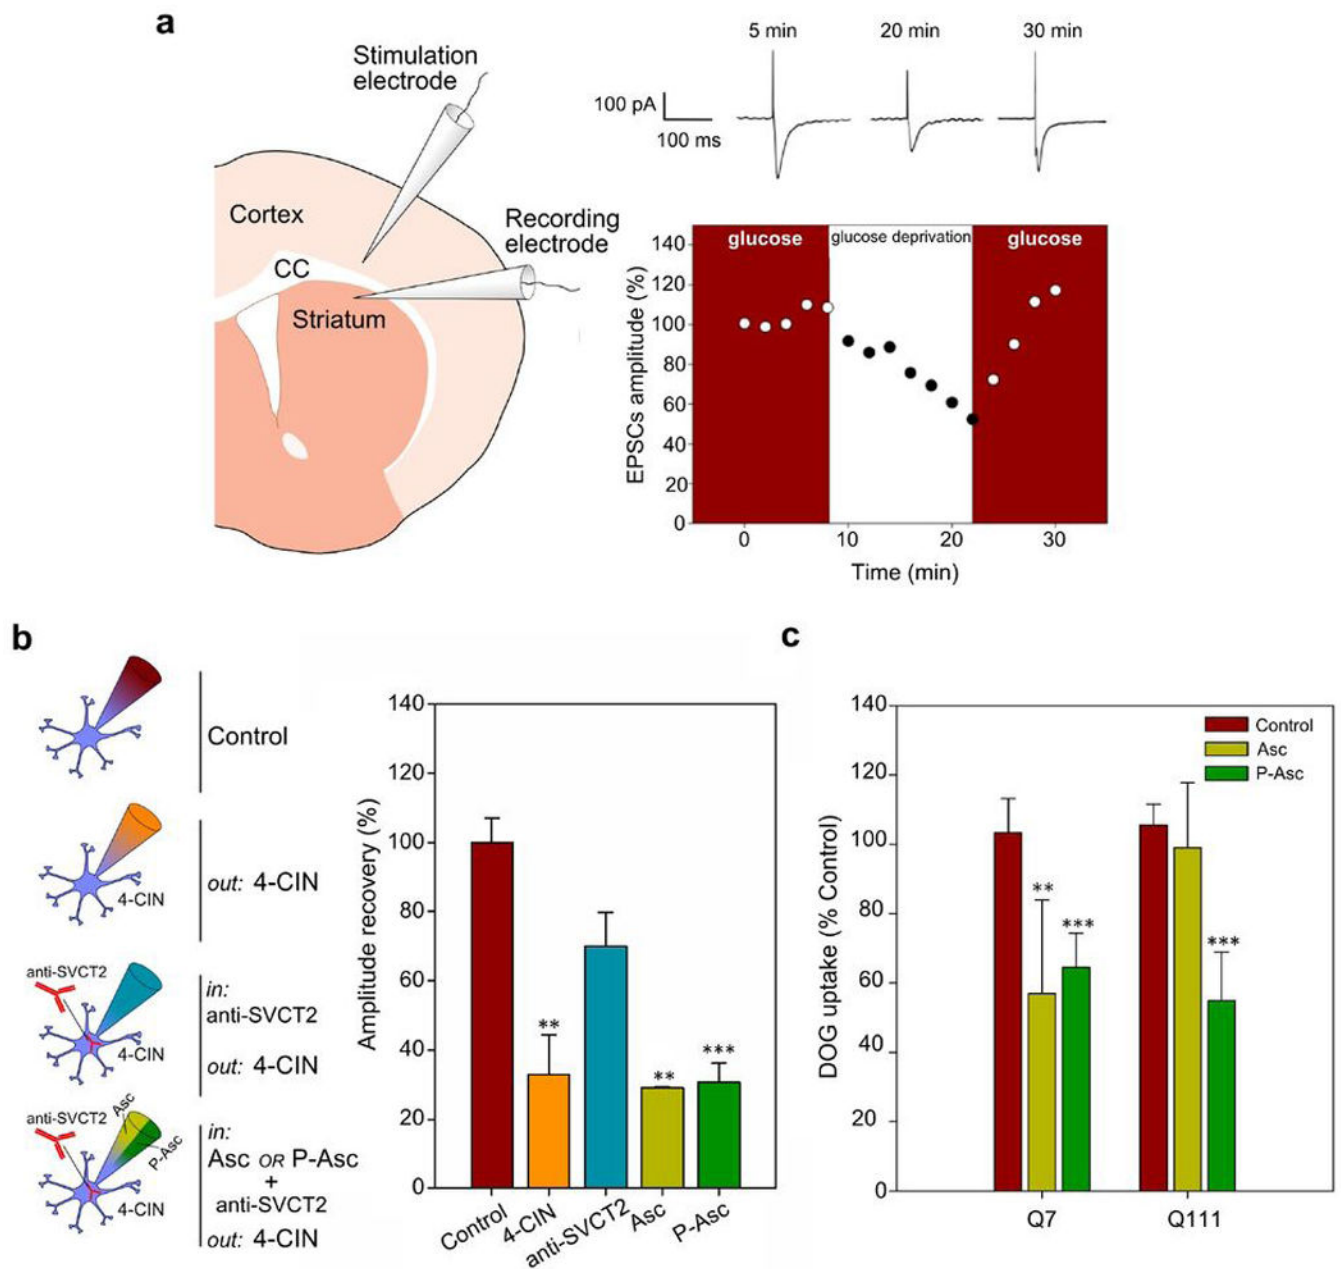 a
Stimulation
electrode
Cortex
Recording
electrode
CC
Striatum
5 min
20 min
30 min
100 pA
100 ms
glucose
glucose deprivation
glucose
EPSCs amplitude (%)
140
120
100
80
60
40
20
0
0
10
20
30
Time (min)
b
Control
4-CIN
out: 4-CIN
anti-SVCT2
4-CIN
in:
anti-SVCT2
out: 4-CIN
anti-SVCT2
Asc
P-Asc
4-CIN
in:
Asc OR P-Asc
+
anti-SVCT2
out: 4-CIN
Amplitude recovery (%)
140
120
100
80
60
40
20
0
**
**
***
Control
4-CIN
anti-SVCT2
Asc
P-Asc
c
DOG uptake (% Control)
140
120
100
80
60
40
20
0
Control
Asc
P-Asc
**
***
***
Q7
Q111